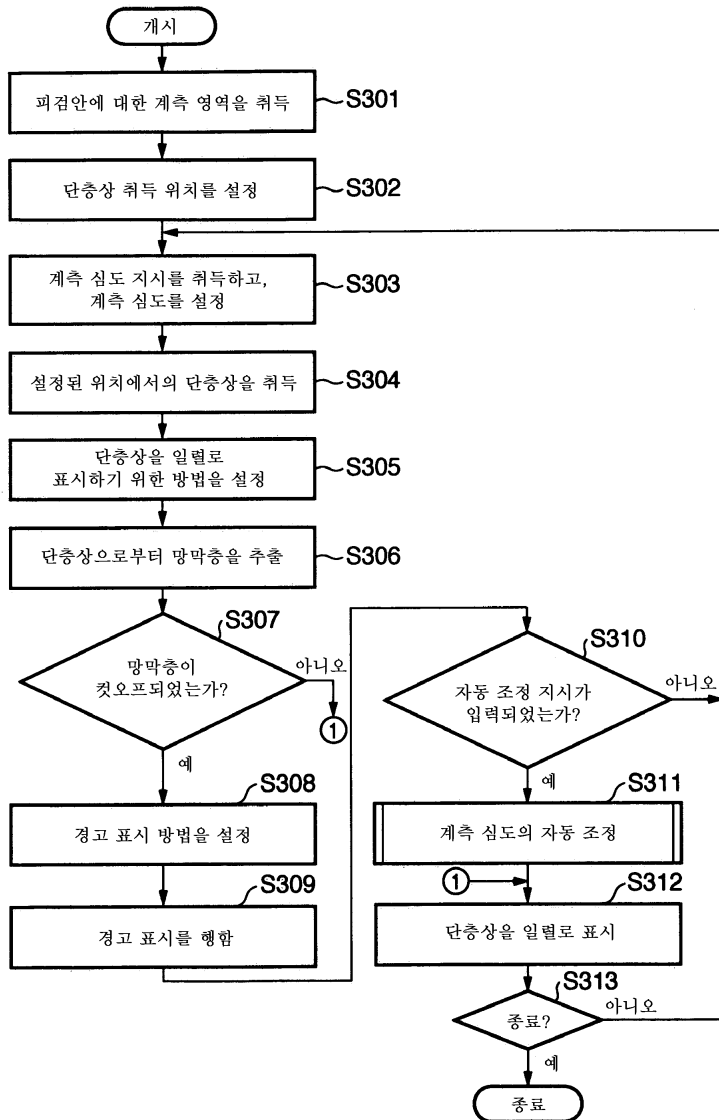 개시
피검안에 대한 계측 영역을 취득
S301
단층상 취득 위치를 설정
S302
계측 심도 지시를 취득하고,
계측 심도를 설정
S303
설정된 위치에서의 단층상을 취득
S304
단층상을 일렬로
표시하기 위한 방법을 설정
S305
단층상으로부터 망막층을 추출
S306
S307
망막층이
컷오프되었는가?
아니오
①
예
S308
경고 표시 방법을 설정
S309
경고 표시를 행함
S310
자동 조정 지시가
입력되었는가?
아니오
예
S311
계측 심도의 자동 조정
①
S312
단층상을 일렬로 표시
S313
종료?
아니오
예
종료